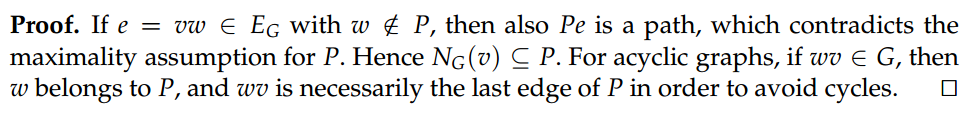 Proof. If e = vw ∈ E_G with w ∉ P, then also Pe is a path, which contradicts the
maximality assumption for P. Hence N_G(v) ⊆ P. For acyclic graphs, if wv ∈ G, then
w belongs to P, and wv is necessarily the last edge of P in order to avoid cycles. □